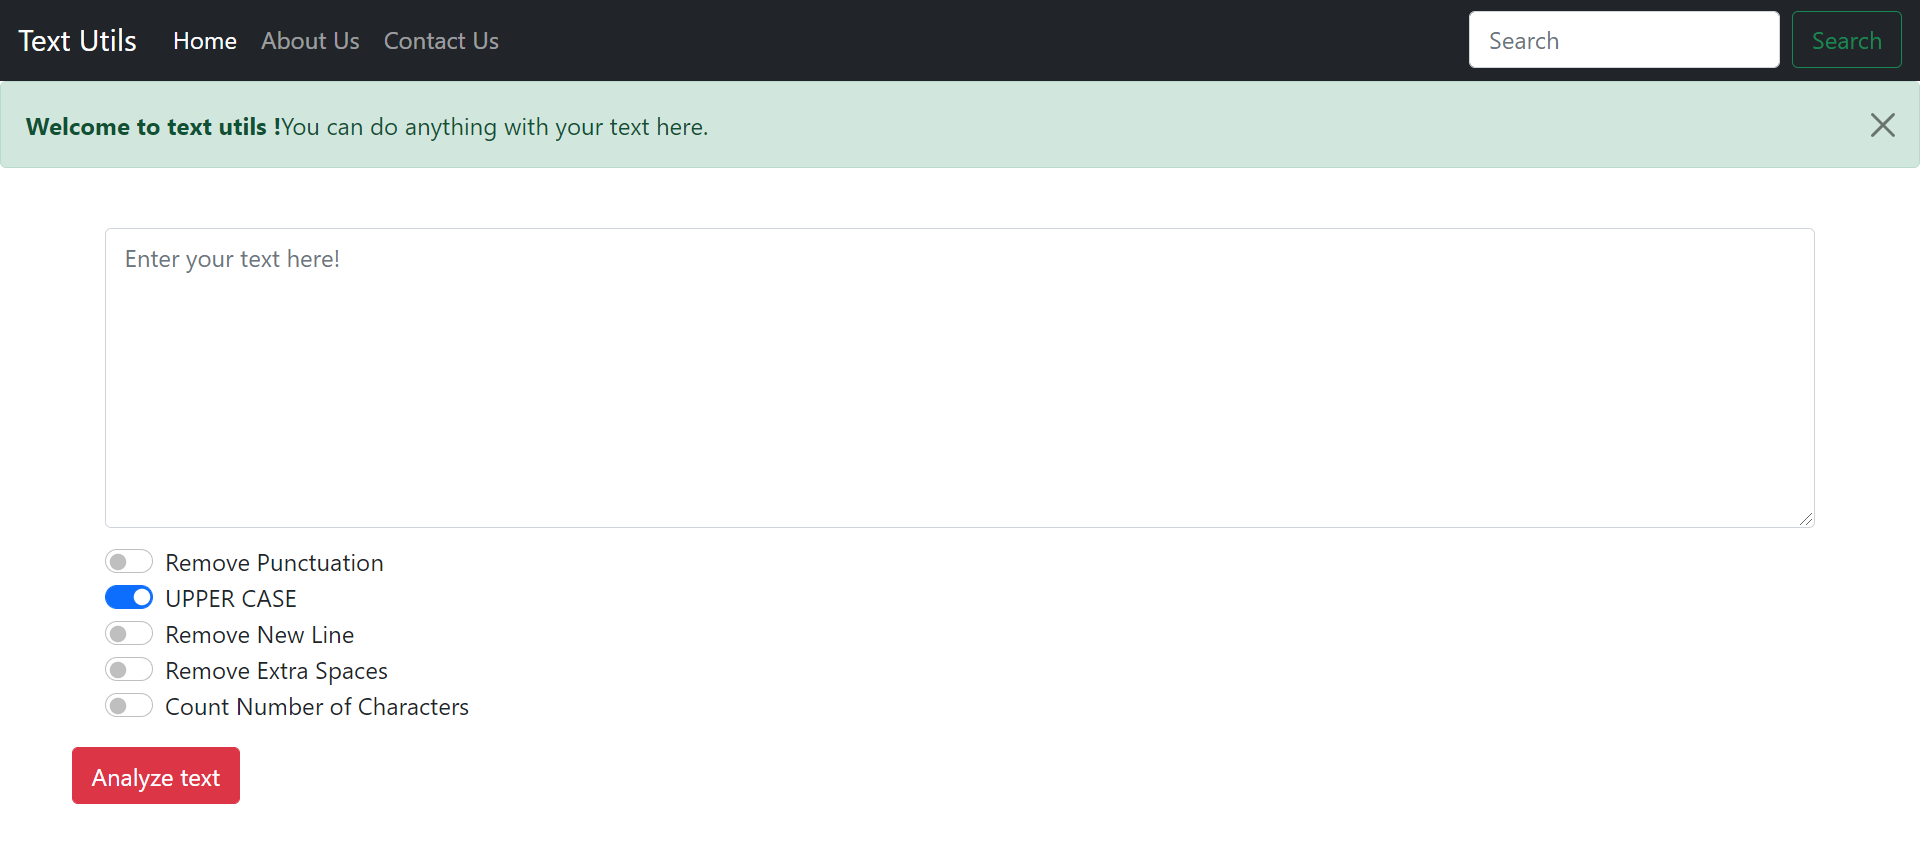 Text Utils Home About Us Contact Us Search Search
Welcome to text utils !You can do anything with your text here.
Enter your text here!
Remove Punctuation
UPPER CASE
Remove New Line
Remove Extra Spaces
Count Number of Characters
Analyze text